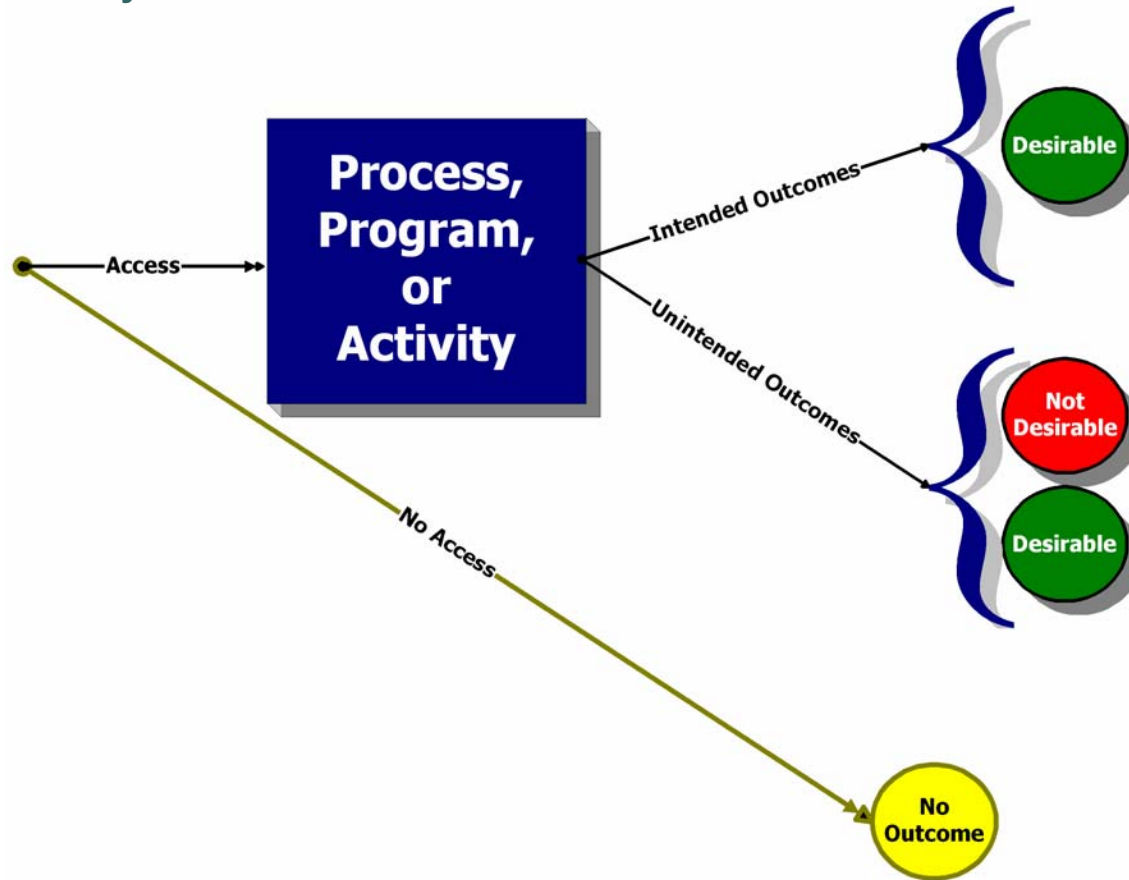 Process,
Program,
or
Activity
Access
Intended Outcomes
Desirable
Unintended Outcomes
Not
Desirable
Desirable
No Access
No
Outcome